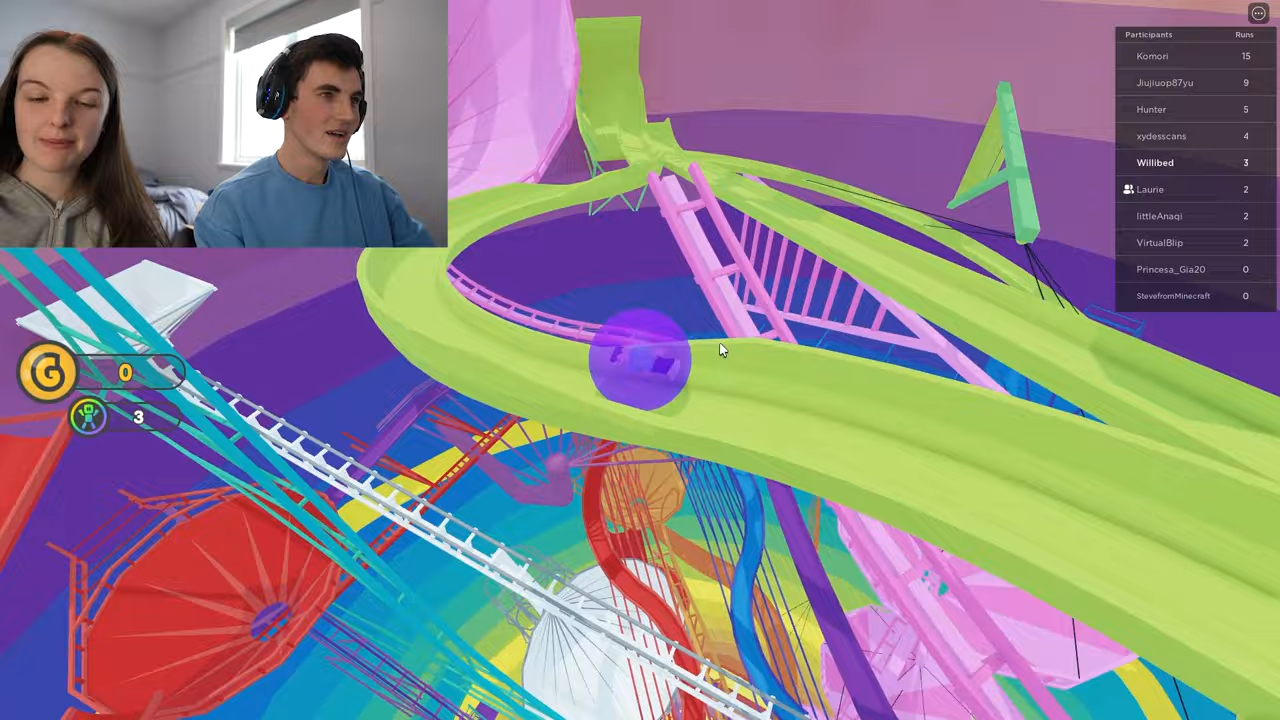 Participants Runs
Komori 15
Jiujiuop87yu 9
Hunter 5
xydesscans 4
Willibed 3
Laurie 2
littleAnaqi 2
VirtualBlip 2
Princesa_Gia20 0
StevefromMinecraft 0
G 0
3